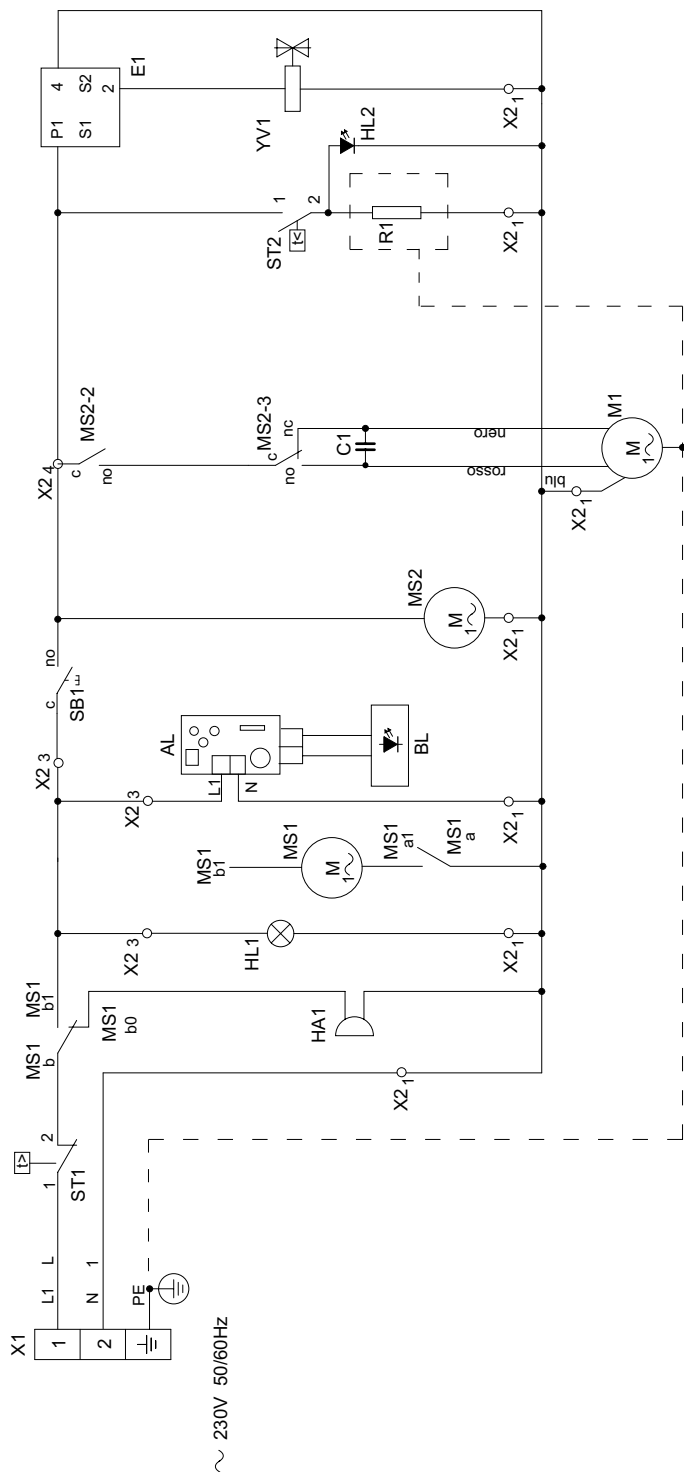 X1
1
2
L1
L
N
1
PE
~ 230V 50/60Hz
t>
1
2
ST1
MS1
b
MS1
b1
MS1
b0
HA1
X2 1
X2 3
HL1
X2 1
MS1
b1
MS1
M
1~
MS1
a1
MS1
a
X2 3
X2 3
AL
L1
N
BL
X2 1
c
no
SB1
MS2
M
1~
X2 1
X2 4
c
no
MS2-2
MS2-3
c
no
nc
C1
rosso
nero
blu
X2 1
M
1~
M1
ST2
t<
1
2
R1
X2 1
HL2
P1
4
S1
S2
2
E1
YV1
X2 1